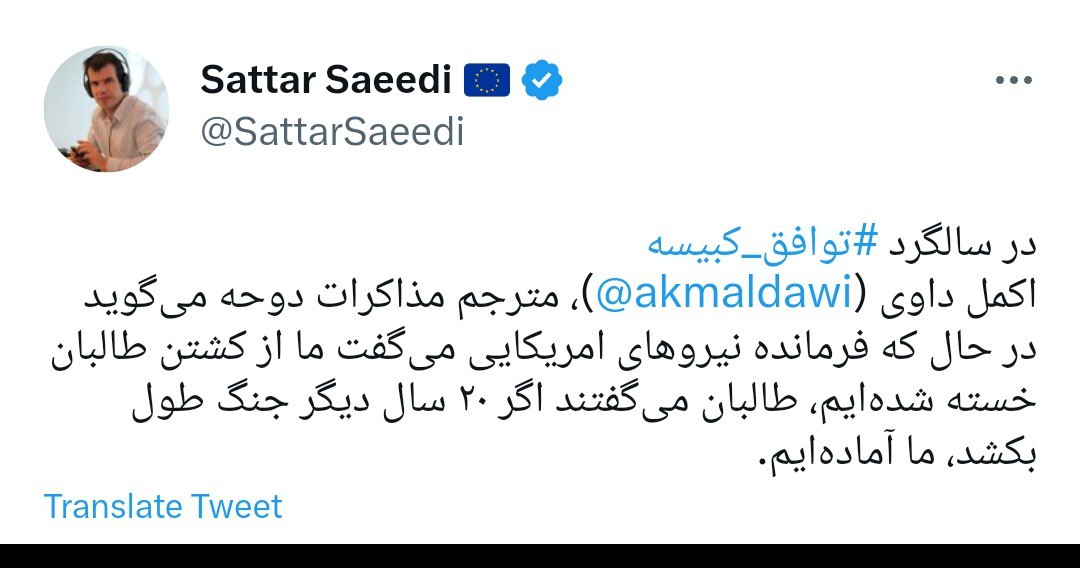 Sattar Saeedi
@SattarSaeedi
در سالگرد #توافق_کبیسه
اکمل داوی (@akmaldawi)، مترجم مذاکرات دوحه می‌گوید
در حال که فرمانده نیروهای امریکایی می‌گفت ما از کشتن طالبان
خسته شده‌ایم، طالبان می‌گفتند اگر ۲۰ سال دیگر جنگ طول
بکشد، ما آماده‌ایم.
Translate Tweet